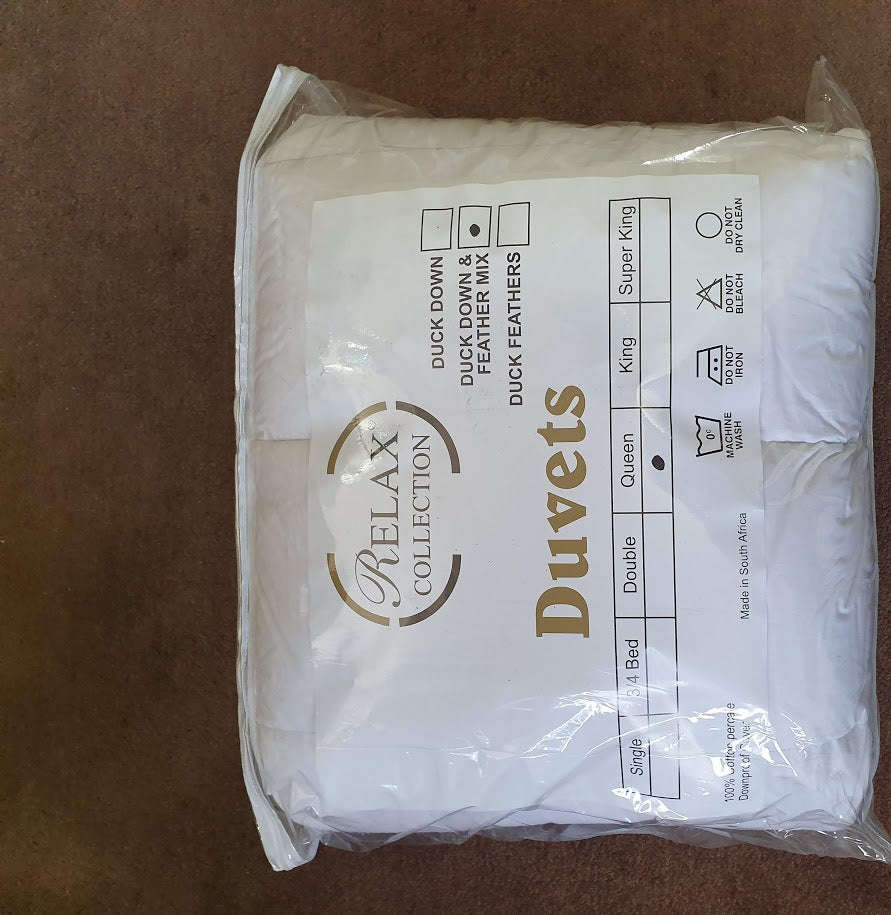 RELAX
COLLECTION
DUCK DOWN
DUCK DOWN &
FEATHER MIX
DUCK FEATHERS
Duvets
Single 3/4 Bed Double Queen King Super King
100% Cotton percale
Made in South Africa
0°
MACHINE
WASH
DO NOT
IRON
DO NOT
BLEACH
DO NOT
DRY CLEAN